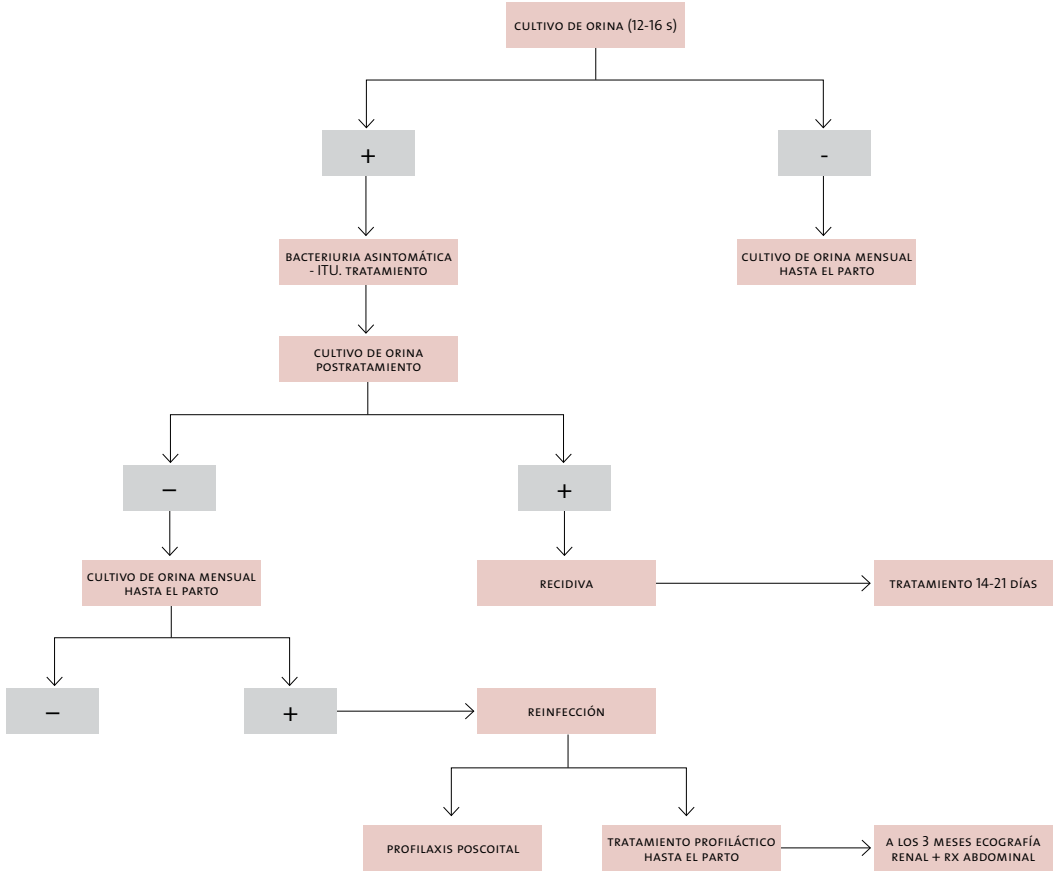 CULTIVO DE ORINA (12-16 S)
+
-
BACTERIURIA ASINTOMÁTICA
- ITU. TRATAMIENTO
CULTIVO DE ORINA MENSUAL
HASTA EL PARTO
CULTIVO DE ORINA
POSTRATAMIENTO
–
+
CULTIVO DE ORINA MENSUAL
HASTA EL PARTO
RECIDIVA
TRATAMIENTO 14-21 DÍAS
–
+
REINFECCIÓN
PROFILAXIS POSCOITAL
TRATAMIENTO PROFILÁCTICO
HASTA EL PARTO
A LOS 3 MESES ECOGRAFÍA
RENAL + RX ABDOMINAL